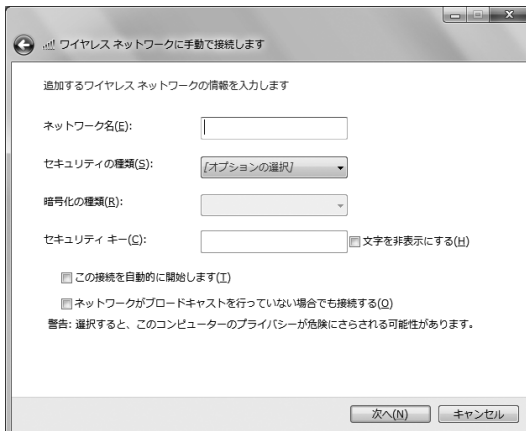 ワイヤレス ネットワークに手動で接続します
追加するワイヤレス ネットワークの情報を入力します
ネットワーク名(E):
セキュリティの種類(S):
[オプションの選択]
暗号化の種類(R):
セキュリティ キー(C):
文字を非表示にする(H)
この接続を自動的に開始します(T)
ネットワークがブロードキャストを行っていない場合でも接続する(O)
警告: 選択すると、このコンピューターのプライバシーが危険にさらされる可能性があります。
次へ(N)
キャンセル